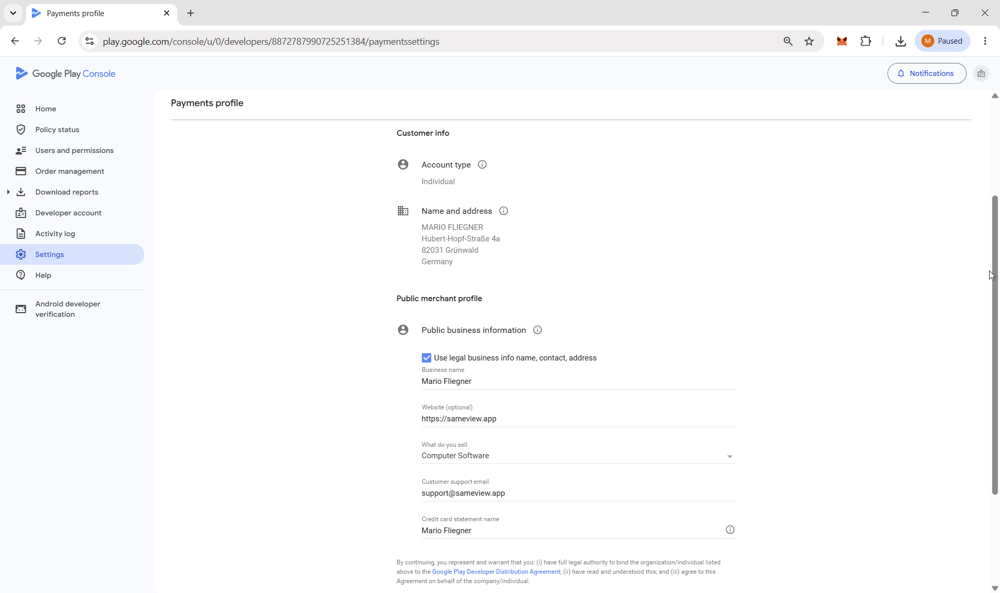 Payments profile
play.google.com/console/u/0/developers/8872787990725251384/paymentssettings
M Paused
Google Play Console
Notifications
Home
Policy status
Users and permissions
Order management
Download reports
Developer account
Activity log
Settings
Help
Android developer
verification
Payments profile
Customer info
Account type
Individual
Name and address
MARIO FLIEGNER
Hubert-Hopf-Straße 4a
82031 Grünwald
Germany
Public merchant profile
Public business information
Use legal business info name, contact, address
Business name
Mario Fliegner
Website (optional)
https://sameview.app
What do you sell
Computer Software
Customer support email
support@sameview.app
Credit card statement name
Mario Fliegner
By continuing, you represent and warrant that you: (i) have full legal authority to bind the organization/individual listed
above to the Google Play Developer Distribution Agreement; (ii) have read and understood this; and (iii) agree to this
Agreement on behalf of the company/individual.